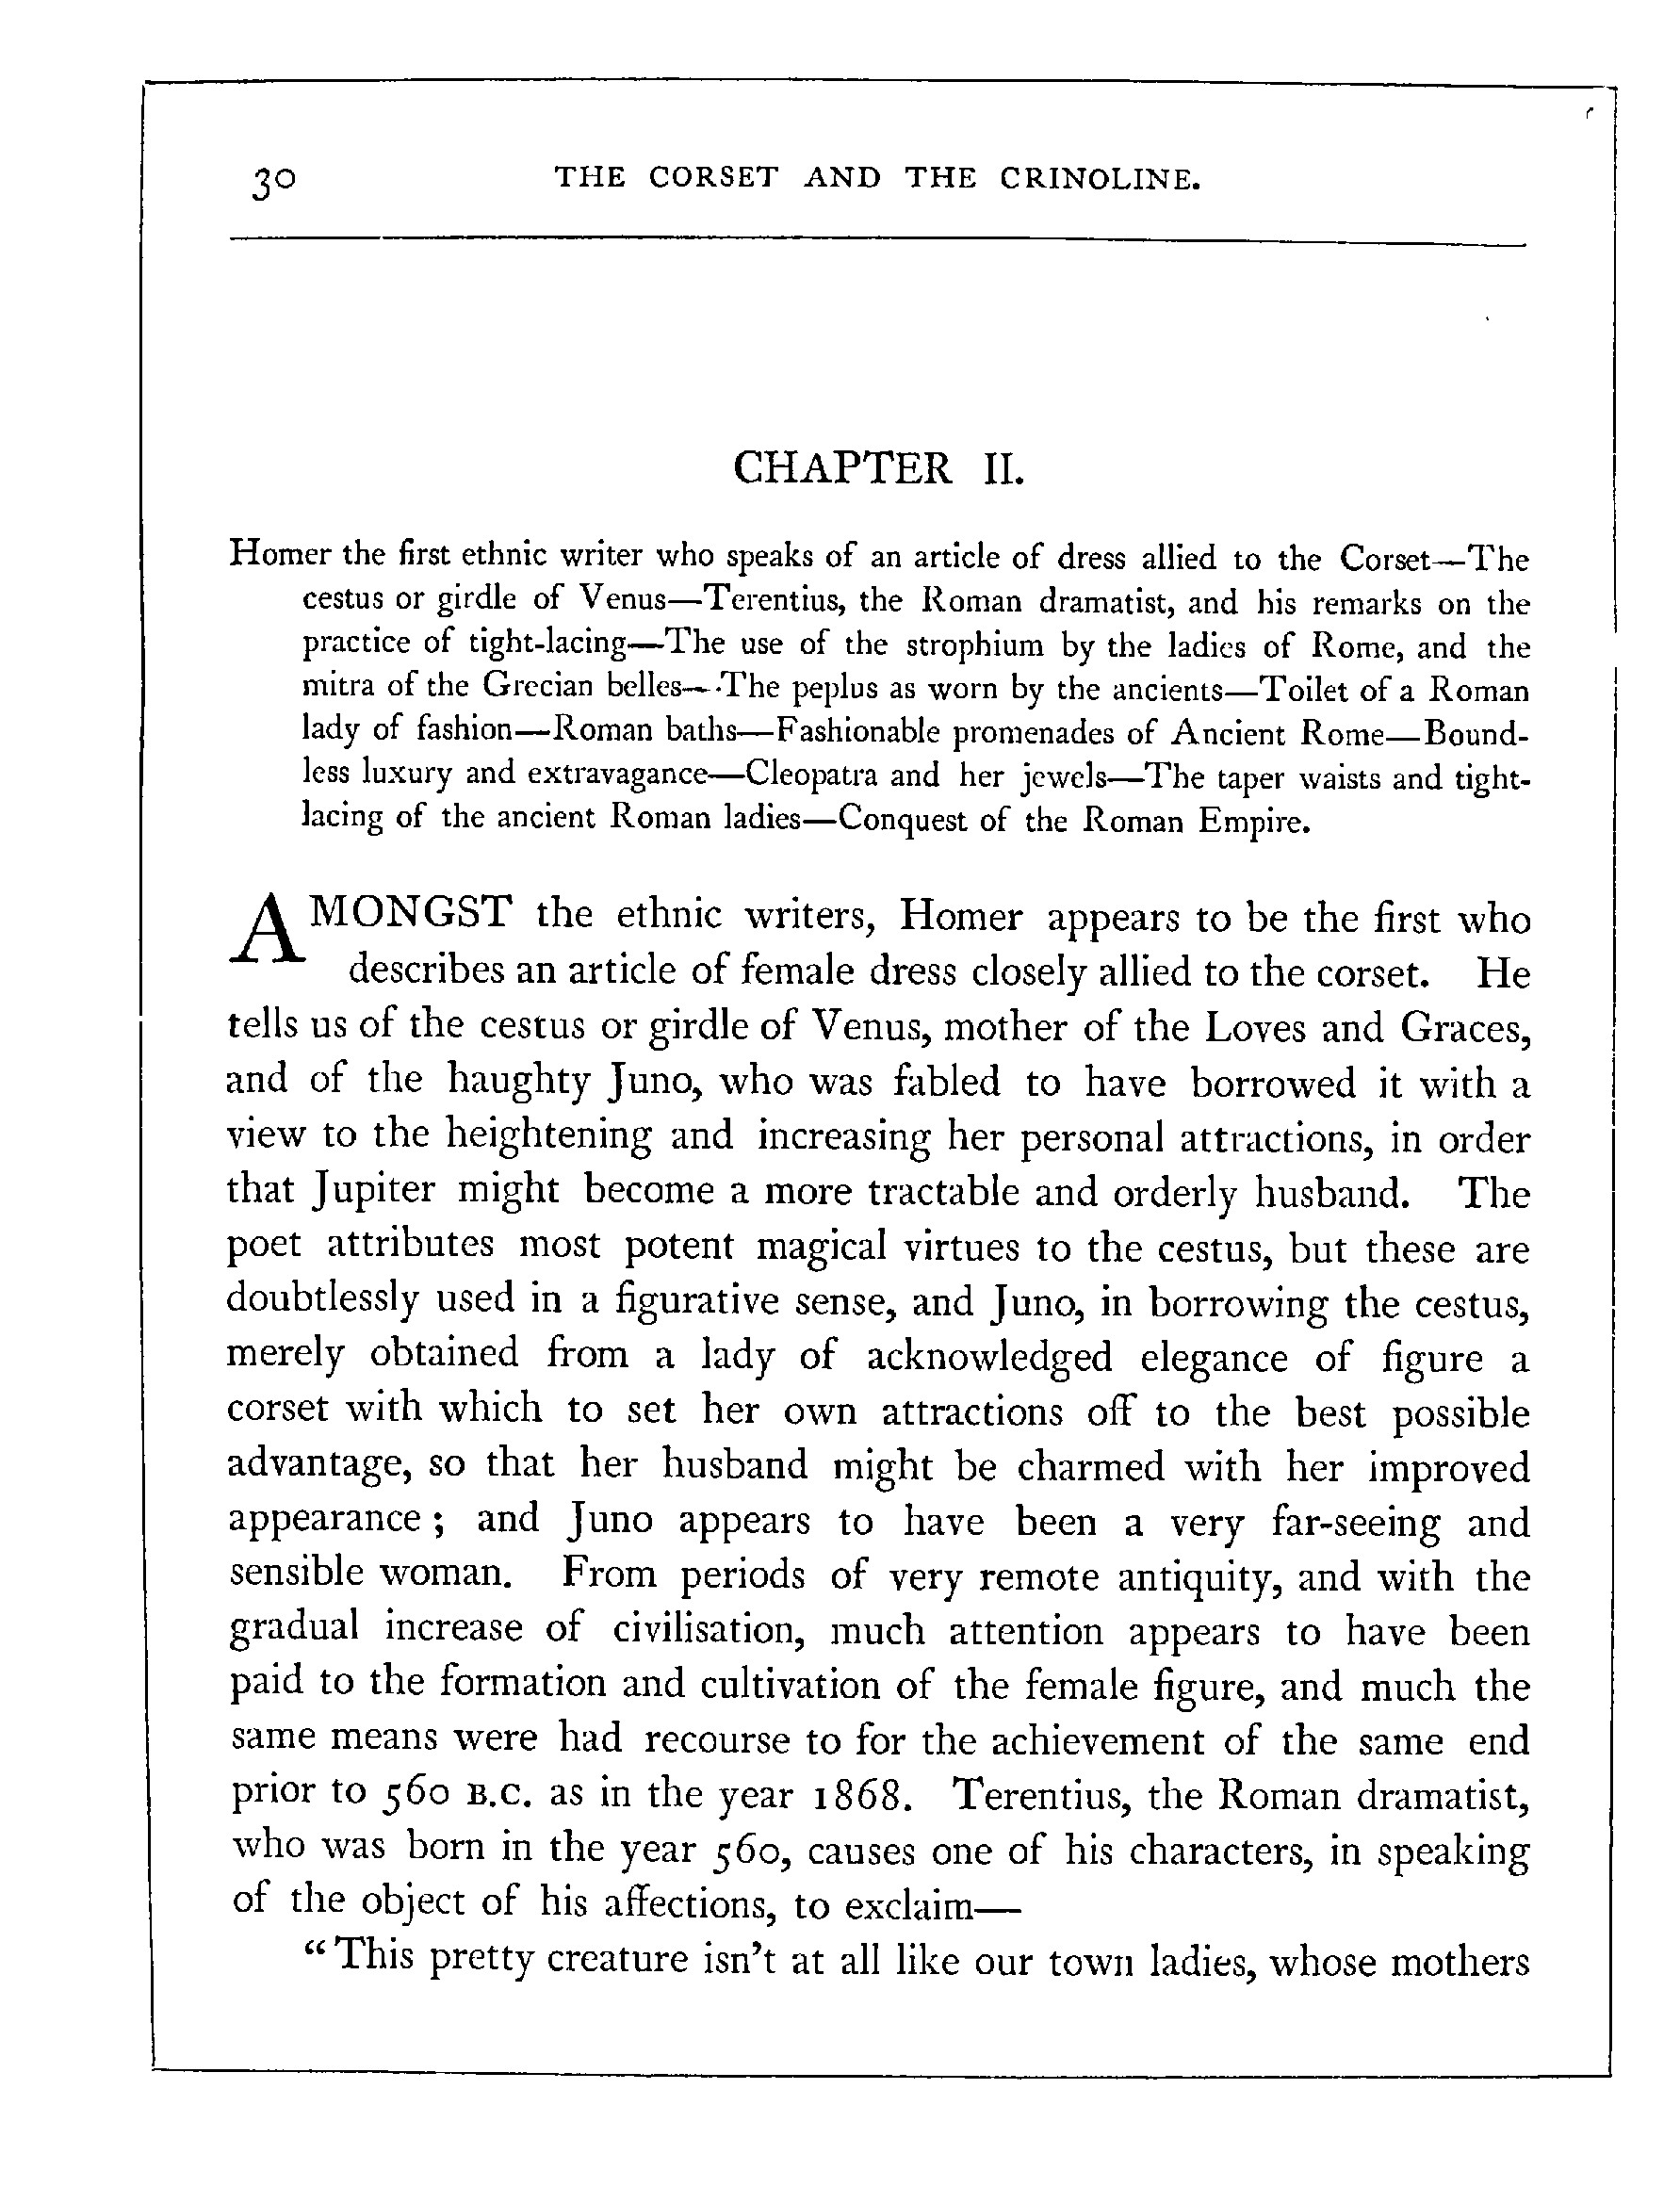 30 THE CORSET AND THE CRINOLINE.
CHAPTER II.
Homer the first ethnic writer who speaks of an article of dress allied to the Corset—The
cestus or girdle of Venus—Terentius, the Roman dramatist, and his remarks on the
practice of tight-lacing—The use of the strophium by the ladies of Rome, and the
mitra of the Grecian belles—The peplus as worn by the ancients—Toilet of a Roman
lady of fashion—Roman baths—Fashionable promenades of Ancient Rome—Bound-
less luxury and extravagance—Cleopatra and her jewels—The taper waists and tight-
lacing of the ancient Roman ladies—Conquest of the Roman Empire.
AMONGST the ethnic writers, Homer appears to be the first who
describes an article of female dress closely allied to the corset. He
tells us of the cestus or girdle of Venus, mother of the Loves and Graces,
and of the haughty Juno, who was fabled to have borrowed it with a
view to the heightening and increasing her personal attractions, in order
that Jupiter might become a more tractable and orderly husband. The
poet attributes most potent magical virtues to the cestus, but these are
doubtlessly used in a figurative sense, and Juno, in borrowing the cestus,
merely obtained from a lady of acknowledged elegance of figure a
corset with which to set her own attractions off to the best possible
advantage, so that her husband might be charmed with her improved
appearance ; and Juno appears to have been a very far-seeing and
sensible woman. From periods of very remote antiquity, and with the
gradual increase of civilisation, much attention appears to have been
paid to the formation and cultivation of the female figure, and much the
same means were had recourse to for the achievement of the same end
prior to 560 B.C. as in the year 1868. Terentius, the Roman dramatist,
who was born in the year 560, causes one of his characters, in speaking
of the object of his affections, to exclaim—
“This pretty creature isn’t at all like our town ladies, whose mothers